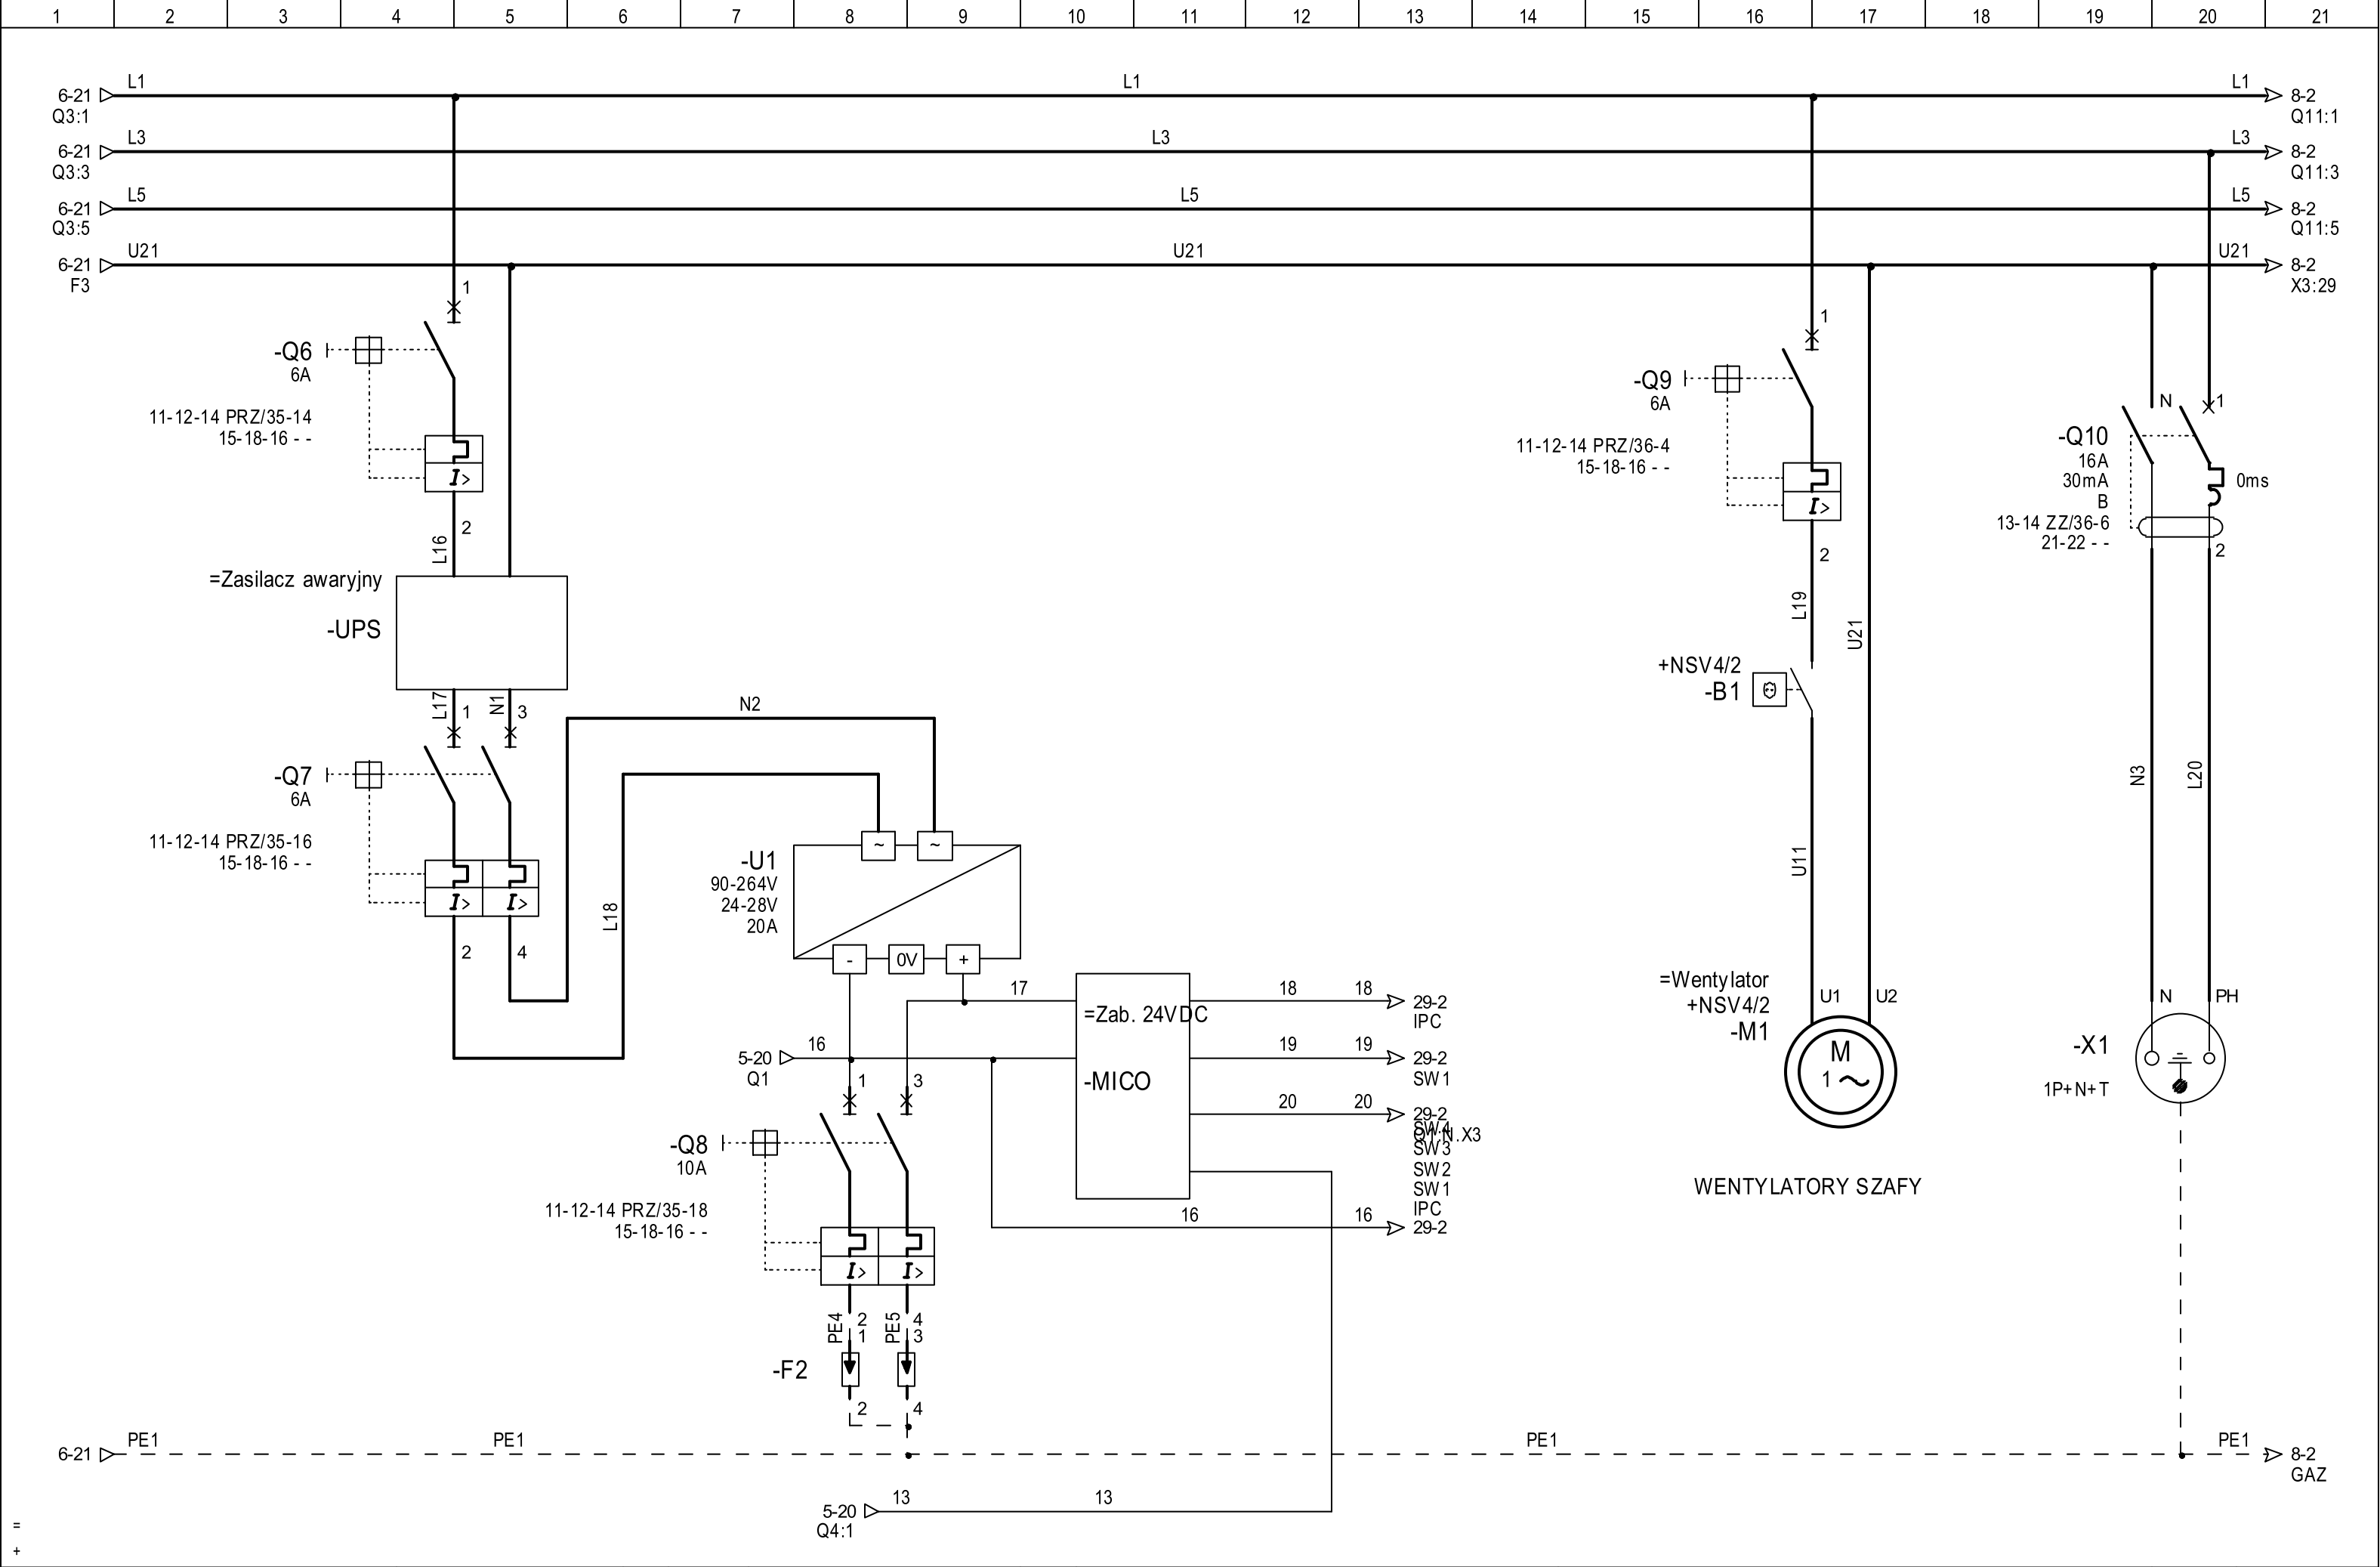 1 2 3 4 5 6 7 8 9 10 11 12 13 14 15 16 17 18 19 20 21
L1 L1 L1
6-21 8-2
Q3:1 Q11:1
L3 L3 L3
6-21 8-2
Q3:3 Q11:3
L5 L5 L5
6-21 8-2
Q3:5 Q11:5
U21 U21 U21
6-21 8-2
F3 X3:29
1
-Q6
6A
11-12-14 PRZ/35-14
15-18-16 - -
I>
2
L16
=Zasilacz awaryjny
-UPS
L17 1 N1 3
-Q7
6A
11-12-14 PRZ/35-16
15-18-16 - -
I> I>
2 4
N2
L18
~ ~
-U1
90-264V
24-28V
20A
- 0V +
17
=Zab. 24VDC
-MICO
16
5-20
Q1
1 3
-Q8
10A
11-12-14 PRZ/35-18
15-18-16 - -
I> I>
PE4 2 PE5 4
1 3
-F2
2 4
18 18
29-2
IPC
19 19
29-2
SW1
20 20
29-2
SW4
Q1.N.X3
SW3
SW2
SW1
IPC
16 16
29-2
1
-Q9
6A
11-12-14 PRZ/36-4
15-18-16 - -
I>
2
L19
U21
+NSV4/2
-B1
U11
=Wentylator
+NSV4/2
-M1
U1 U2
M
1 ~
WENTYLATORY SZAFY
N 1
-Q10
16A
30mA
B
13-14 ZZ/36-6
21-22 - -
0ms
2
N3 L20
N PH
-X1
1P+N+T
PE1 PE1 PE1 PE1
6-21 8-2
GAZ
13 13
5-20
Q4:1
=
+